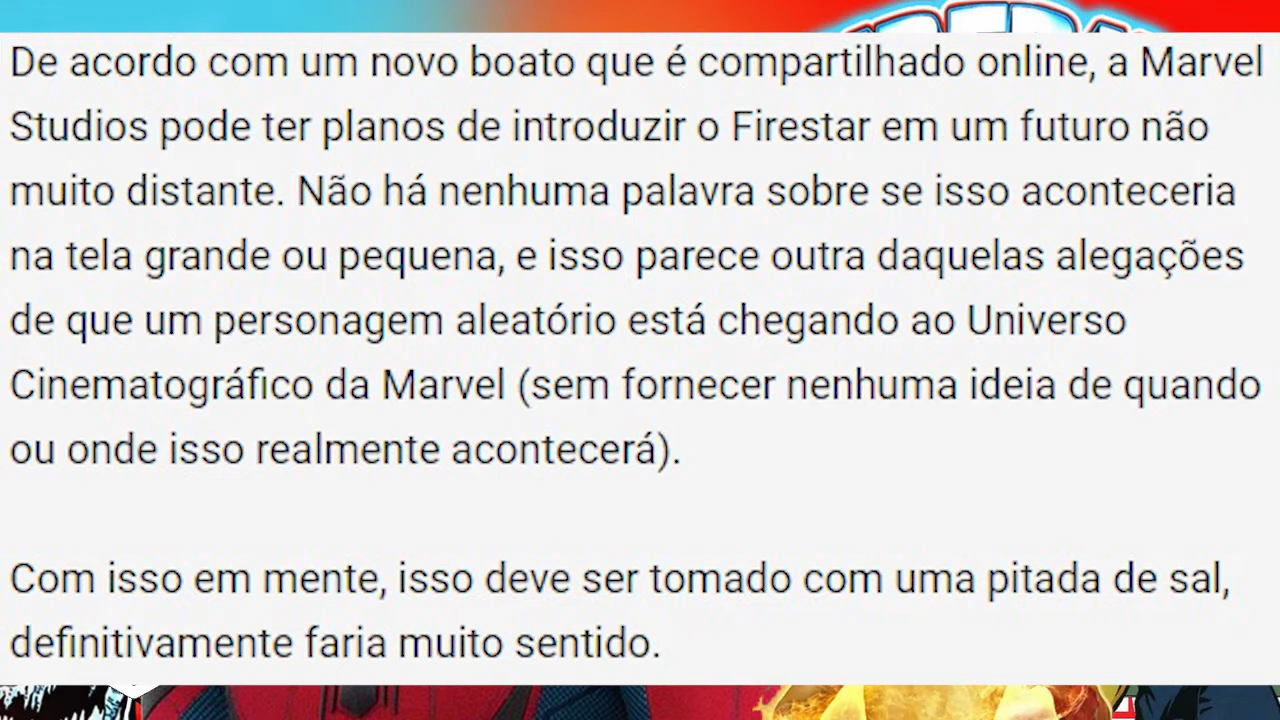 De acordo com um novo boato que é compartilhado online, a Marvel
Studios pode ter planos de introduzir o Firestar em um futuro não
muito distante. Não há nenhuma palavra sobre se isso aconteceria
na tela grande ou pequena, e isso parece outra daquelas alegações
de que um personagem aleatório está chegando ao Universo
Cinematográfico da Marvel (sem fornecer nenhuma ideia de quando
ou onde isso realmente acontecerá).
Com isso em mente, isso deve ser tomado com uma pitada de sal,
definitivamente faria muito sentido.